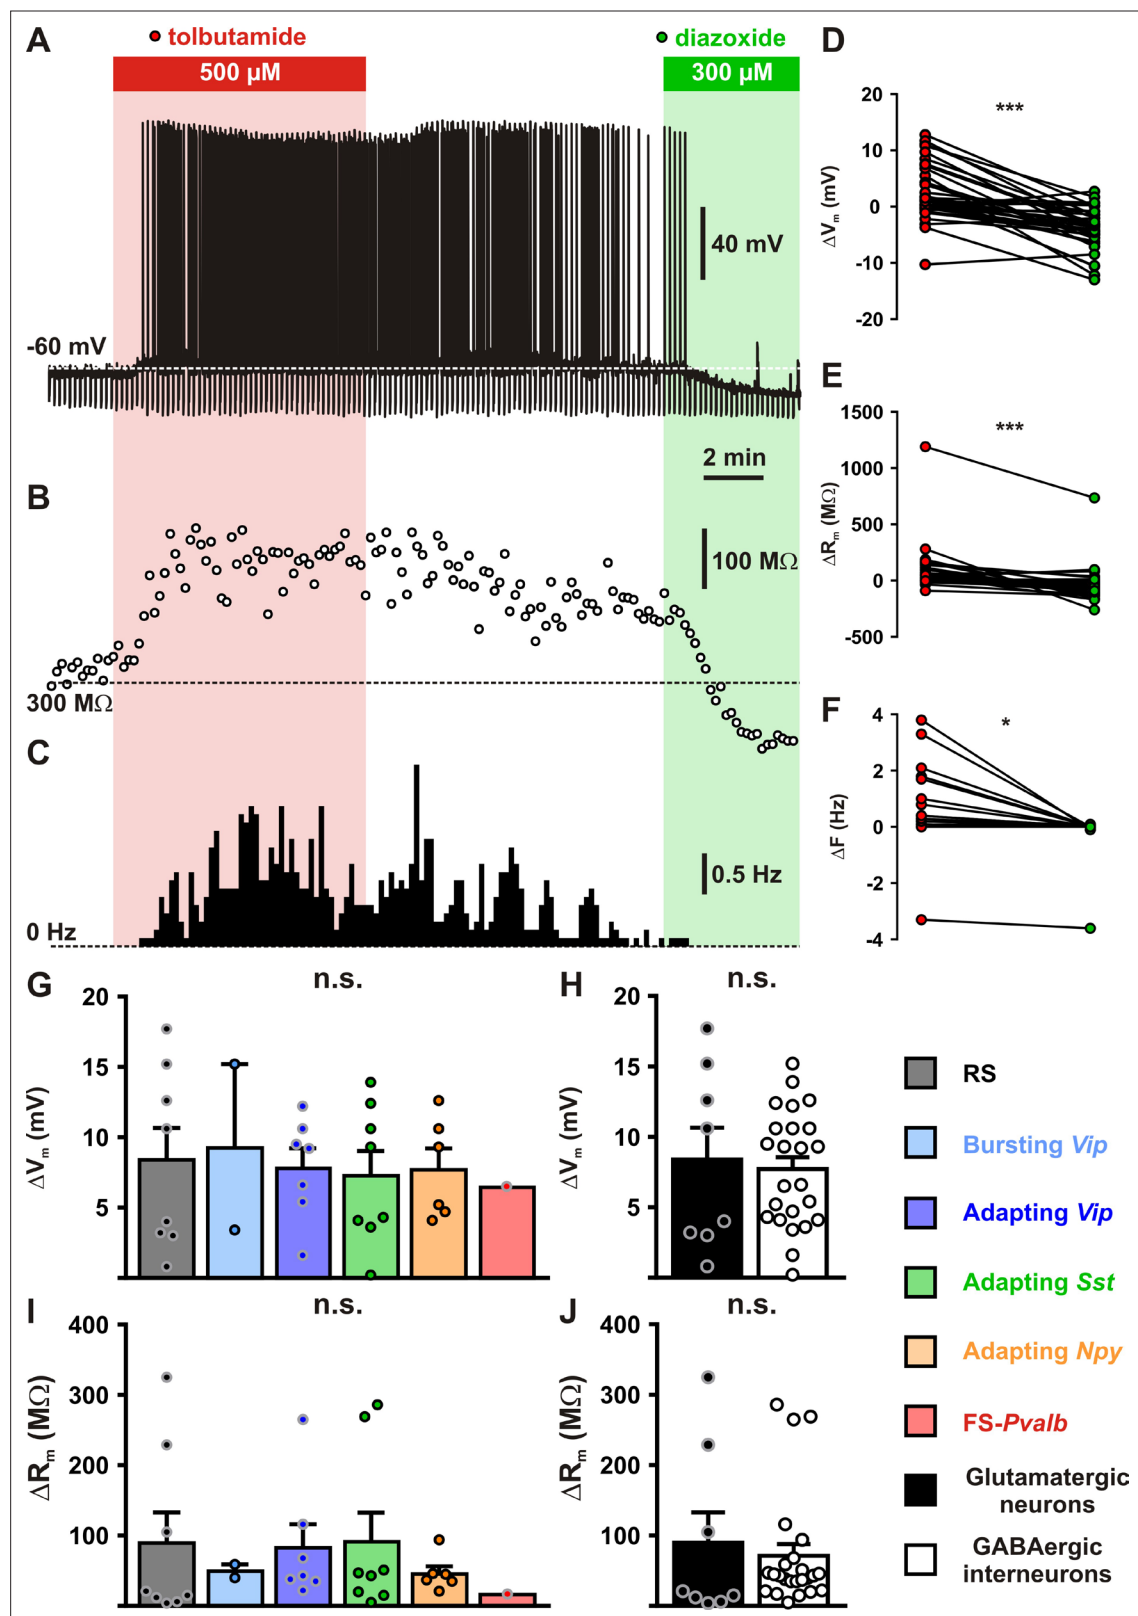 A
tolbutamide
diazoxide
500 µM
300 µM
40 mV
-60 mV
2 min
B
100 MΩ
300 MΩ
C
0.5 Hz
0 Hz
D
***
20
10
0
-10
-20
ΔVm (mV)
E
***
1500
1000
500
0
-500
ΔRm (MΩ)
F
*
4
2
0
-2
-4
ΔF (Hz)
G
n.s.
20
15
10
5
ΔVm (mV)
H
n.s.
20
15
10
5
ΔVm (mV)
I
n.s.
400
300
200
100
ΔRm (MΩ)
J
n.s.
400
300
200
100
ΔRm (MΩ)
RS
Bursting Vip
Adapting Vip
Adapting Sst
Adapting Npy
FS-Pvalb
Glutamatergic
neurons
GABAergic
interneurons